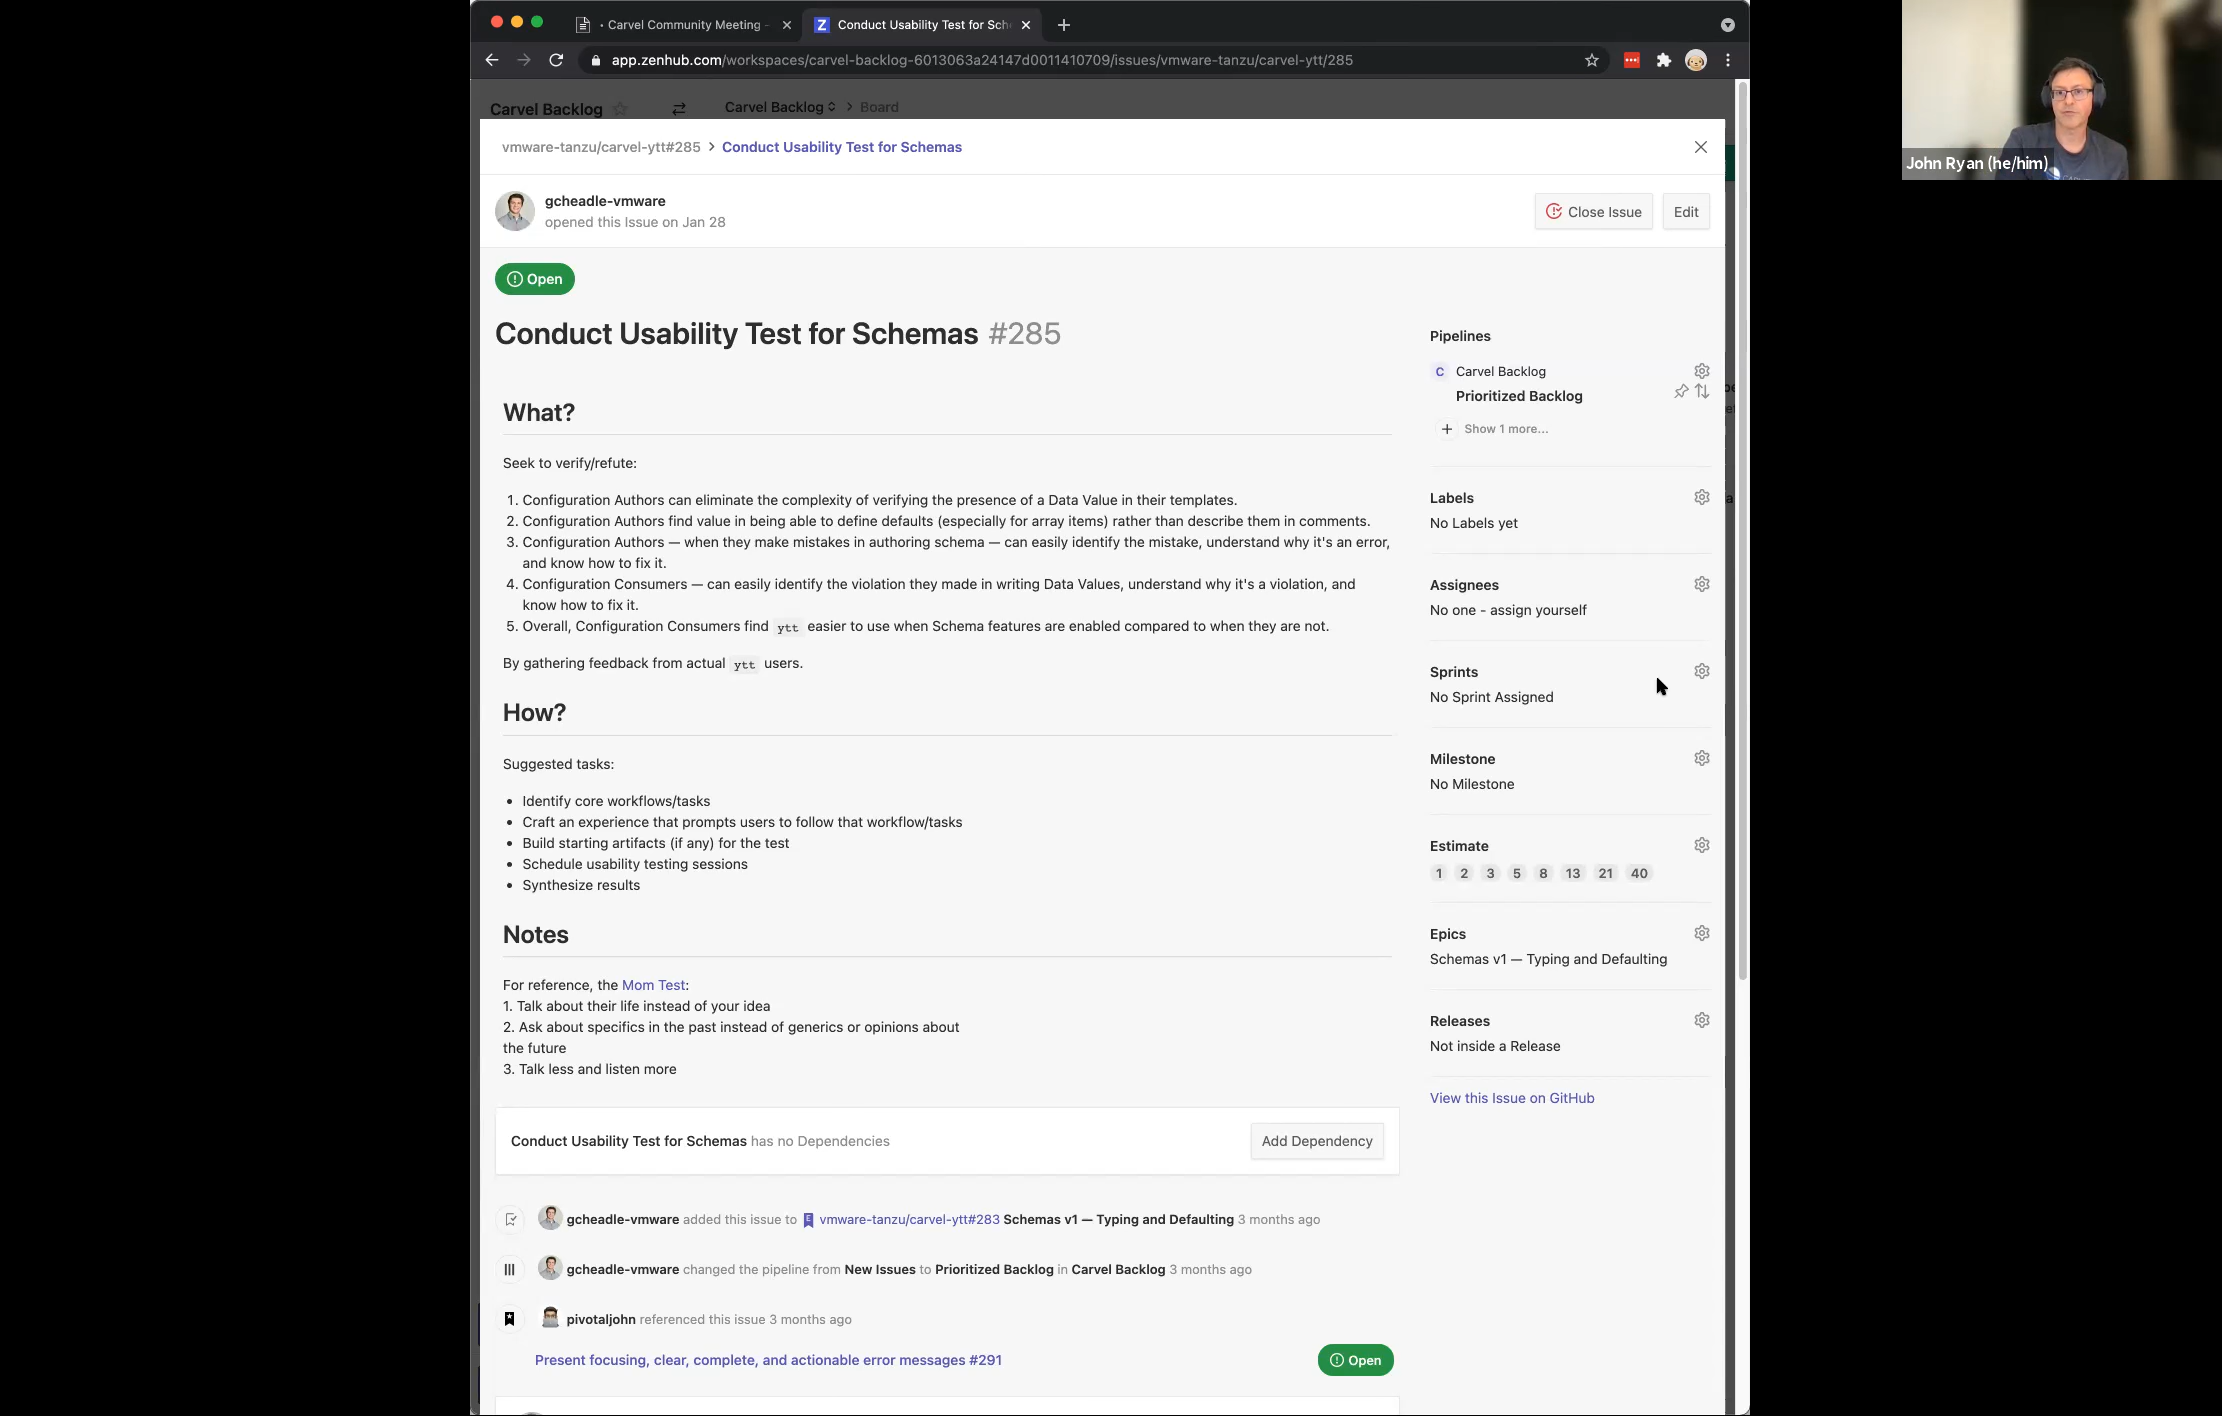 Carvel Community Meeting -
Conduct Usability Test for Sch
app.zenhub.com/workspaces/carvel-backlog-6013063a24147d0011410709/issues/vmware-tanzu/carvel-ytt/285
Carvel Backlog
Carvel Backlog > Board
vmware-tanzu/carvel-ytt#285 > Conduct Usability Test for Schemas
gcheadle-vmware
opened this Issue on Jan 28
Close Issue
Edit
Open
Conduct Usability Test for Schemas #285
What?
Seek to verify/refute:
1. Configuration Authors can eliminate the complexity of verifying the presence of a Data Value in their templates.
2. Configuration Authors find value in being able to define defaults (especially for array items) rather than describe them in comments.
3. Configuration Authors — when they make mistakes in authoring schema — can easily identify the mistake, understand why it's an error,
and know how to fix it.
4. Configuration Consumers — can easily identify the violation they made in writing Data Values, understand why it's a violation, and
know how to fix it.
5. Overall, Configuration Consumers find ytt easier to use when Schema features are enabled compared to when they are not.
By gathering feedback from actual ytt users.
How?
Suggested tasks:
• Identify core workflows/tasks
• Craft an experience that prompts users to follow that workflow/tasks
• Build starting artifacts (if any) for the test
• Schedule usability testing sessions
• Synthesize results
Notes
For reference, the Mom Test:
1. Talk about their life instead of your idea
2. Ask about specifics in the past instead of generics or opinions about
the future
3. Talk less and listen more
Conduct Usability Test for Schemas has no Dependencies
Add Dependency
gcheadle-vmware added this issue to vmware-tanzu/carvel-ytt#283 Schemas v1 — Typing and Defaulting 3 months ago
gcheadle-vmware changed the pipeline from New Issues to Prioritized Backlog in Carvel Backlog 3 months ago
pivotaljohn referenced this issue 3 months ago
Present focusing, clear, complete, and actionable error messages #291
Open
Pipelines
C Carvel Backlog
Prioritized Backlog
+ Show 1 more...
Labels
No Labels yet
Assignees
No one - assign yourself
Sprints
No Sprint Assigned
Milestone
No Milestone
Estimate
1 2 3 5 8 13 21 40
Epics
Schemas v1 — Typing and Defaulting
Releases
Not inside a Release
View this Issue on GitHub
John Ryan (he/him)